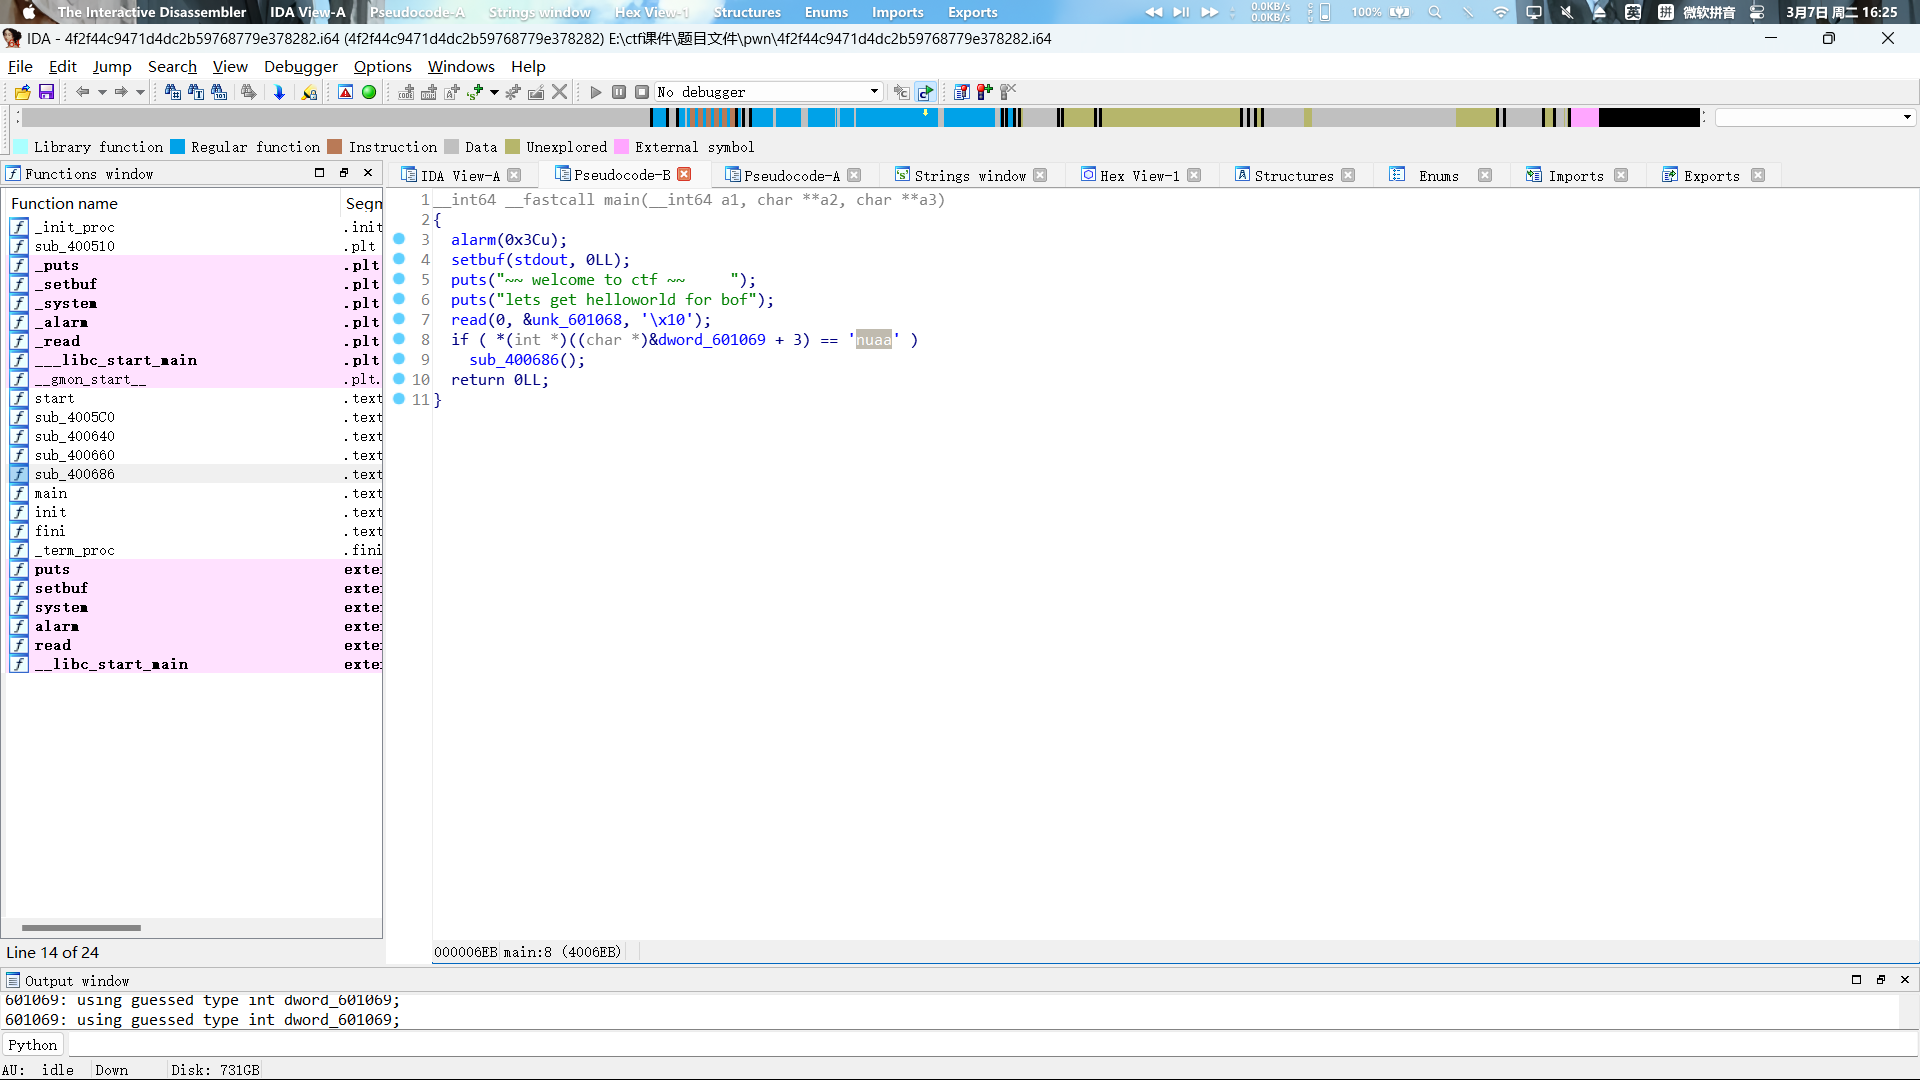 The Interactive Disassembler IDA View-A Pseudocode-A Strings window Hex View-1 Structures Enums Imports Exports 0.0KB/s 0.0KB/s 100% 英 拼 微软拼音 3月7日 周二 16:25
IDA - 4f2f44c9471d4dc2b59768779e378282.i64 (4f2f44c9471d4dc2b59768779e378282) E:\ctf课件\题目文件\pwn\4f2f44c9471d4dc2b59768779e378282.i64
File Edit Jump Search View Debugger Options Windows Help
No debugger
Library function Regular function Instruction Data Unexplored External symbol
Functions window
Function name Segn
_init_proc .init
sub_400510 .plt
_puts .plt
_setbuf .plt
_system .plt
_alarm .plt
_read .plt
___libc_start_main .plt
__gmon_start__ .plt.
start .text
sub_4005C0 .text
sub_400640 .text
sub_400660 .text
sub_400686 .text
main .text
init .text
fini .text
_term_proc .fini
puts exte
setbuf exte
system exte
alarm exte
read exte
__libc_start_main exte
Line 14 of 24
IDA View-A Pseudocode-B Pseudocode-A Strings window Hex View-1 Structures Enums Imports Exports
1 __int64 __fastcall main(__int64 a1, char **a2, char **a3)
2 {
3 alarm(0x3Cu);
4 setbuf(stdout, 0LL);
5 puts("~~ welcome to ctf ~~     ");
6 puts("lets get helloworld for bof");
7 read(0, &unk_601068, '\x10');
8 if ( *(int *)((char *)&dword_601069 + 3) == 'nuaa' )
9 sub_400686();
10 return 0LL;
11 }
000006EB main:8 (4006EB)
Output window
601069: using guessed type int dword_601069;
601069: using guessed type int dword_601069;
Python
AU: idle Down Disk: 731GB